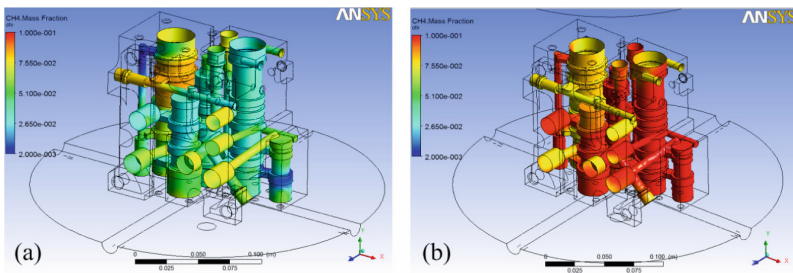 CH4.Mass Fraction
ANSYS
1.000e-001
7.550e-002
5.100e-002
2.650e-002
2.000e-003
(a)
0 0.050 0.100 (m)
0.025 0.075
Y
X
CH4.Mass Fraction
ANSYS
1.000e-001
7.550e-002
5.100e-002
2.650e-002
2.000e-003
(b)
0 0.050 0.100 (m)
0.025 0.075
Y
X